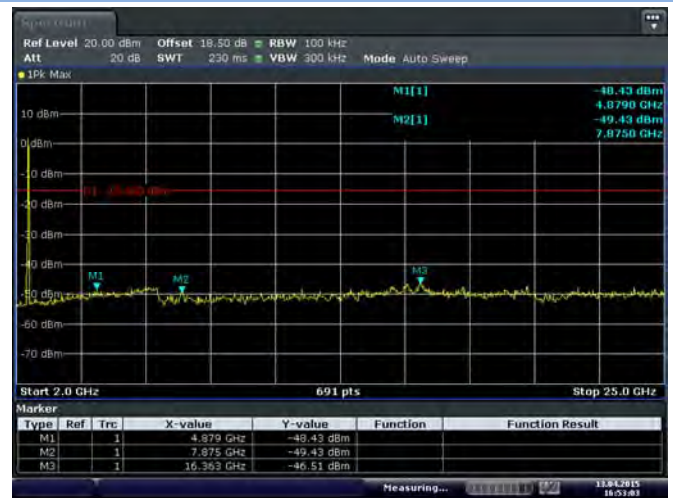 Spectrum
Ref Level 20.00 dBm Offset 18.50 dB RBW 100 kHz
Att 20 dB SWT 230 ms VBW 300 kHz Mode Auto Sweep
1Pk Max
M1[1] -48.43 dBm
4.8790 GHz
10 dBm
M2[1] -49.43 dBm
7.8750 GHz
0 dBm
-10 dBm
-20 dBm
-30 dBm
-40 dBm
M1 M2 M3
-50 dBm
-60 dBm
-70 dBm
Start 2.0 GHz 691 pts Stop 25.0 GHz
Marker
Type Ref Trc X-value Y-value Function Function Result
M1 1 4.879 GHz -48.43 dBm
M2 1 7.875 GHz -49.43 dBm
M3 1 16.363 GHz -46.51 dBm
Measuring... 13.04.2015
16:53:03